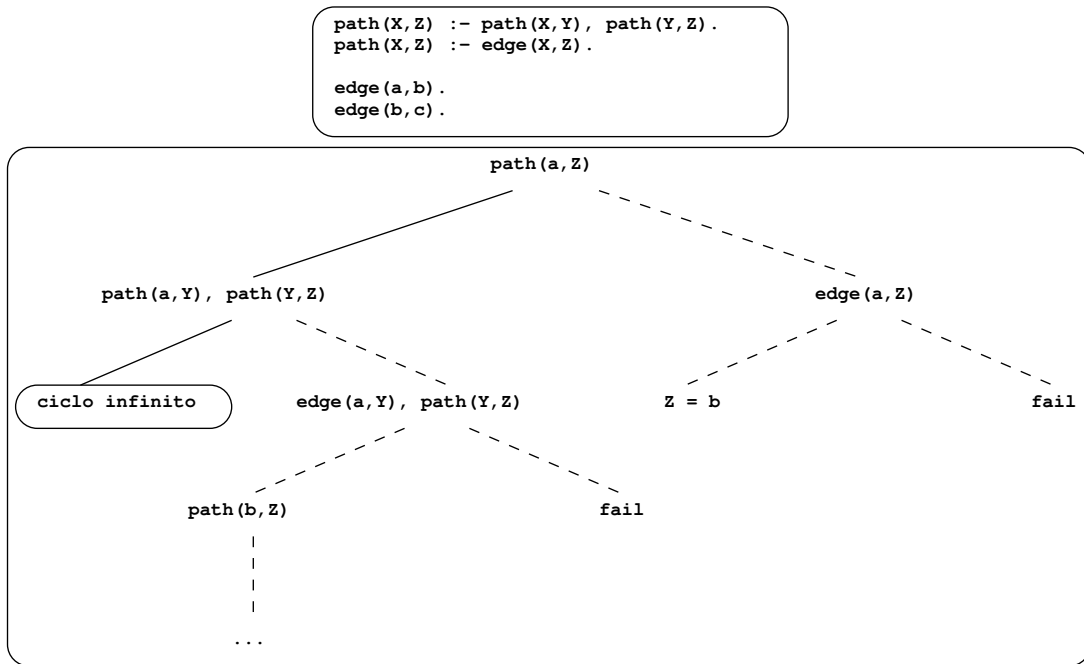 path(X,Z) :- path(X,Y), path(Y,Z).
path(X,Z) :- edge(X,Z).
edge(a,b).
edge(b,c).
path(a,Z)
path(a,Y), path(Y,Z)
edge(a,Z)
ciclo infinito
edge(a,Y), path(Y,Z)
Z = b
fail
path(b,Z)
fail
...